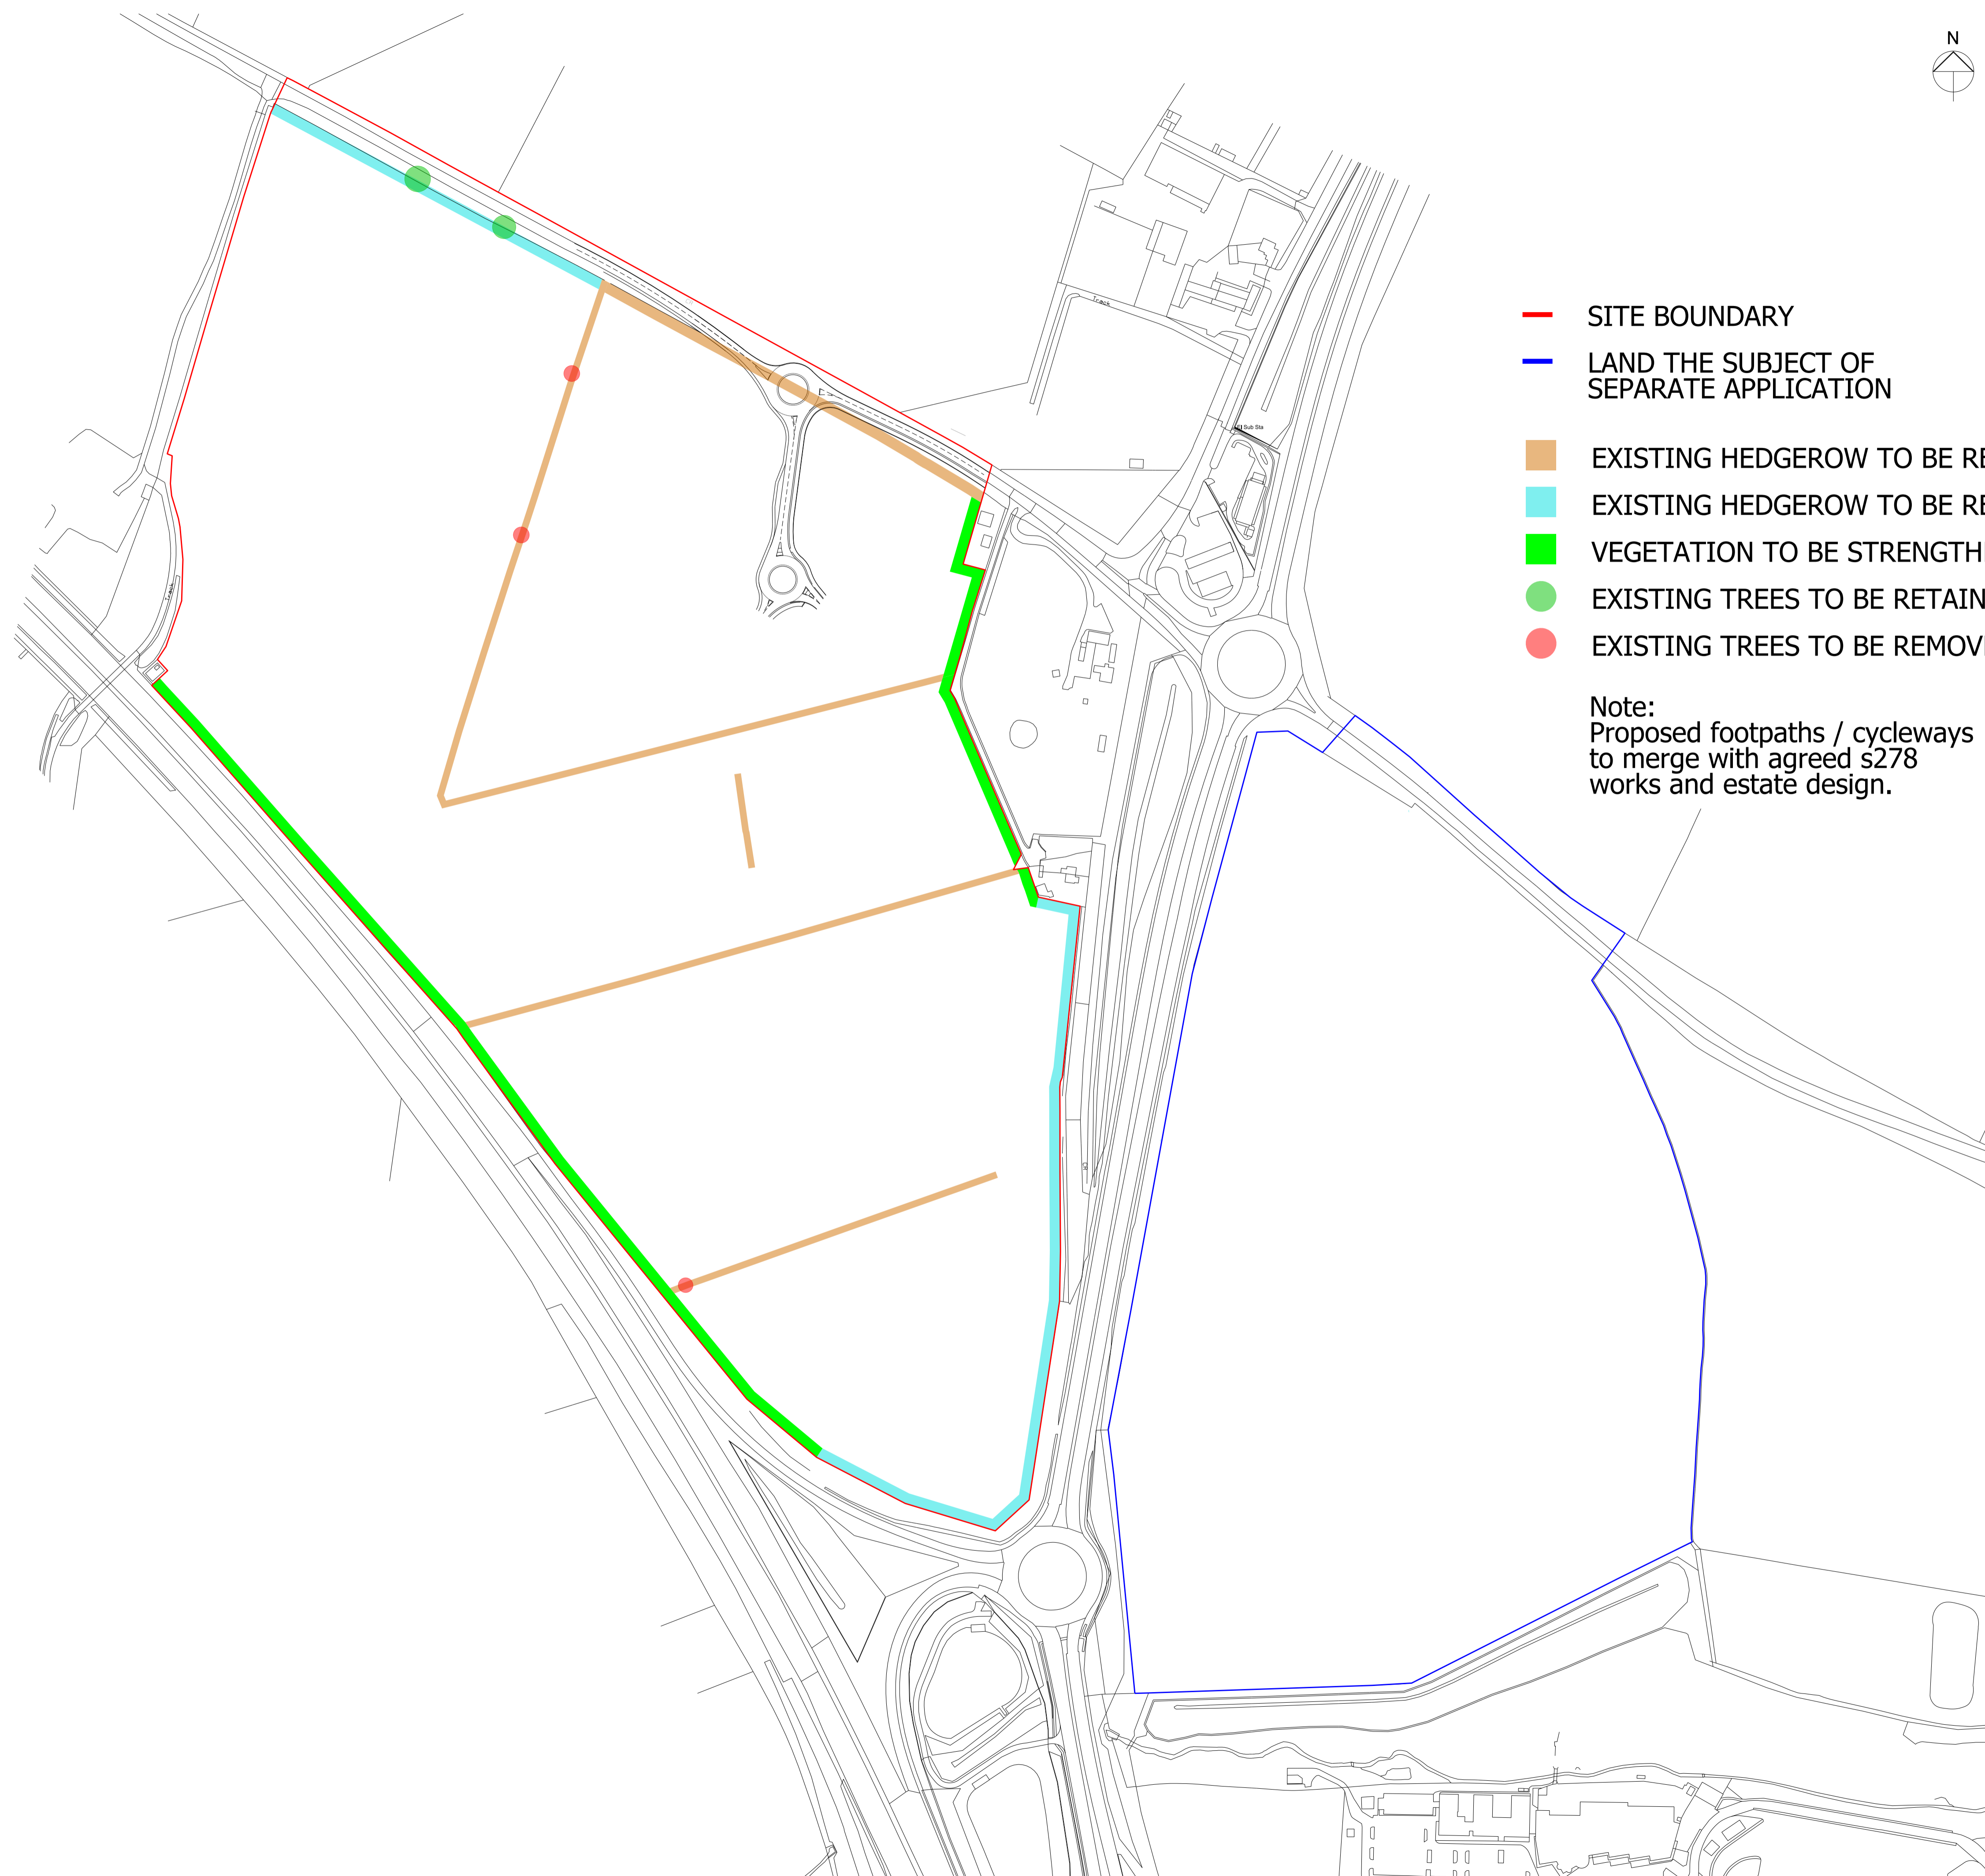 N
SITE BOUNDARY
LAND THE SUBJECT OF
SEPARATE APPLICATION
EXISTING HEDGEROW TO BE RE
EXISTING HEDGEROW TO BE RE
VEGETATION TO BE STRENGTH
EXISTING TREES TO BE RETAIN
EXISTING TREES TO BE REMOV
Note:
Proposed footpaths / cycleways
to merge with agreed s278
works and estate design.
Track
El Sub Sta
Track